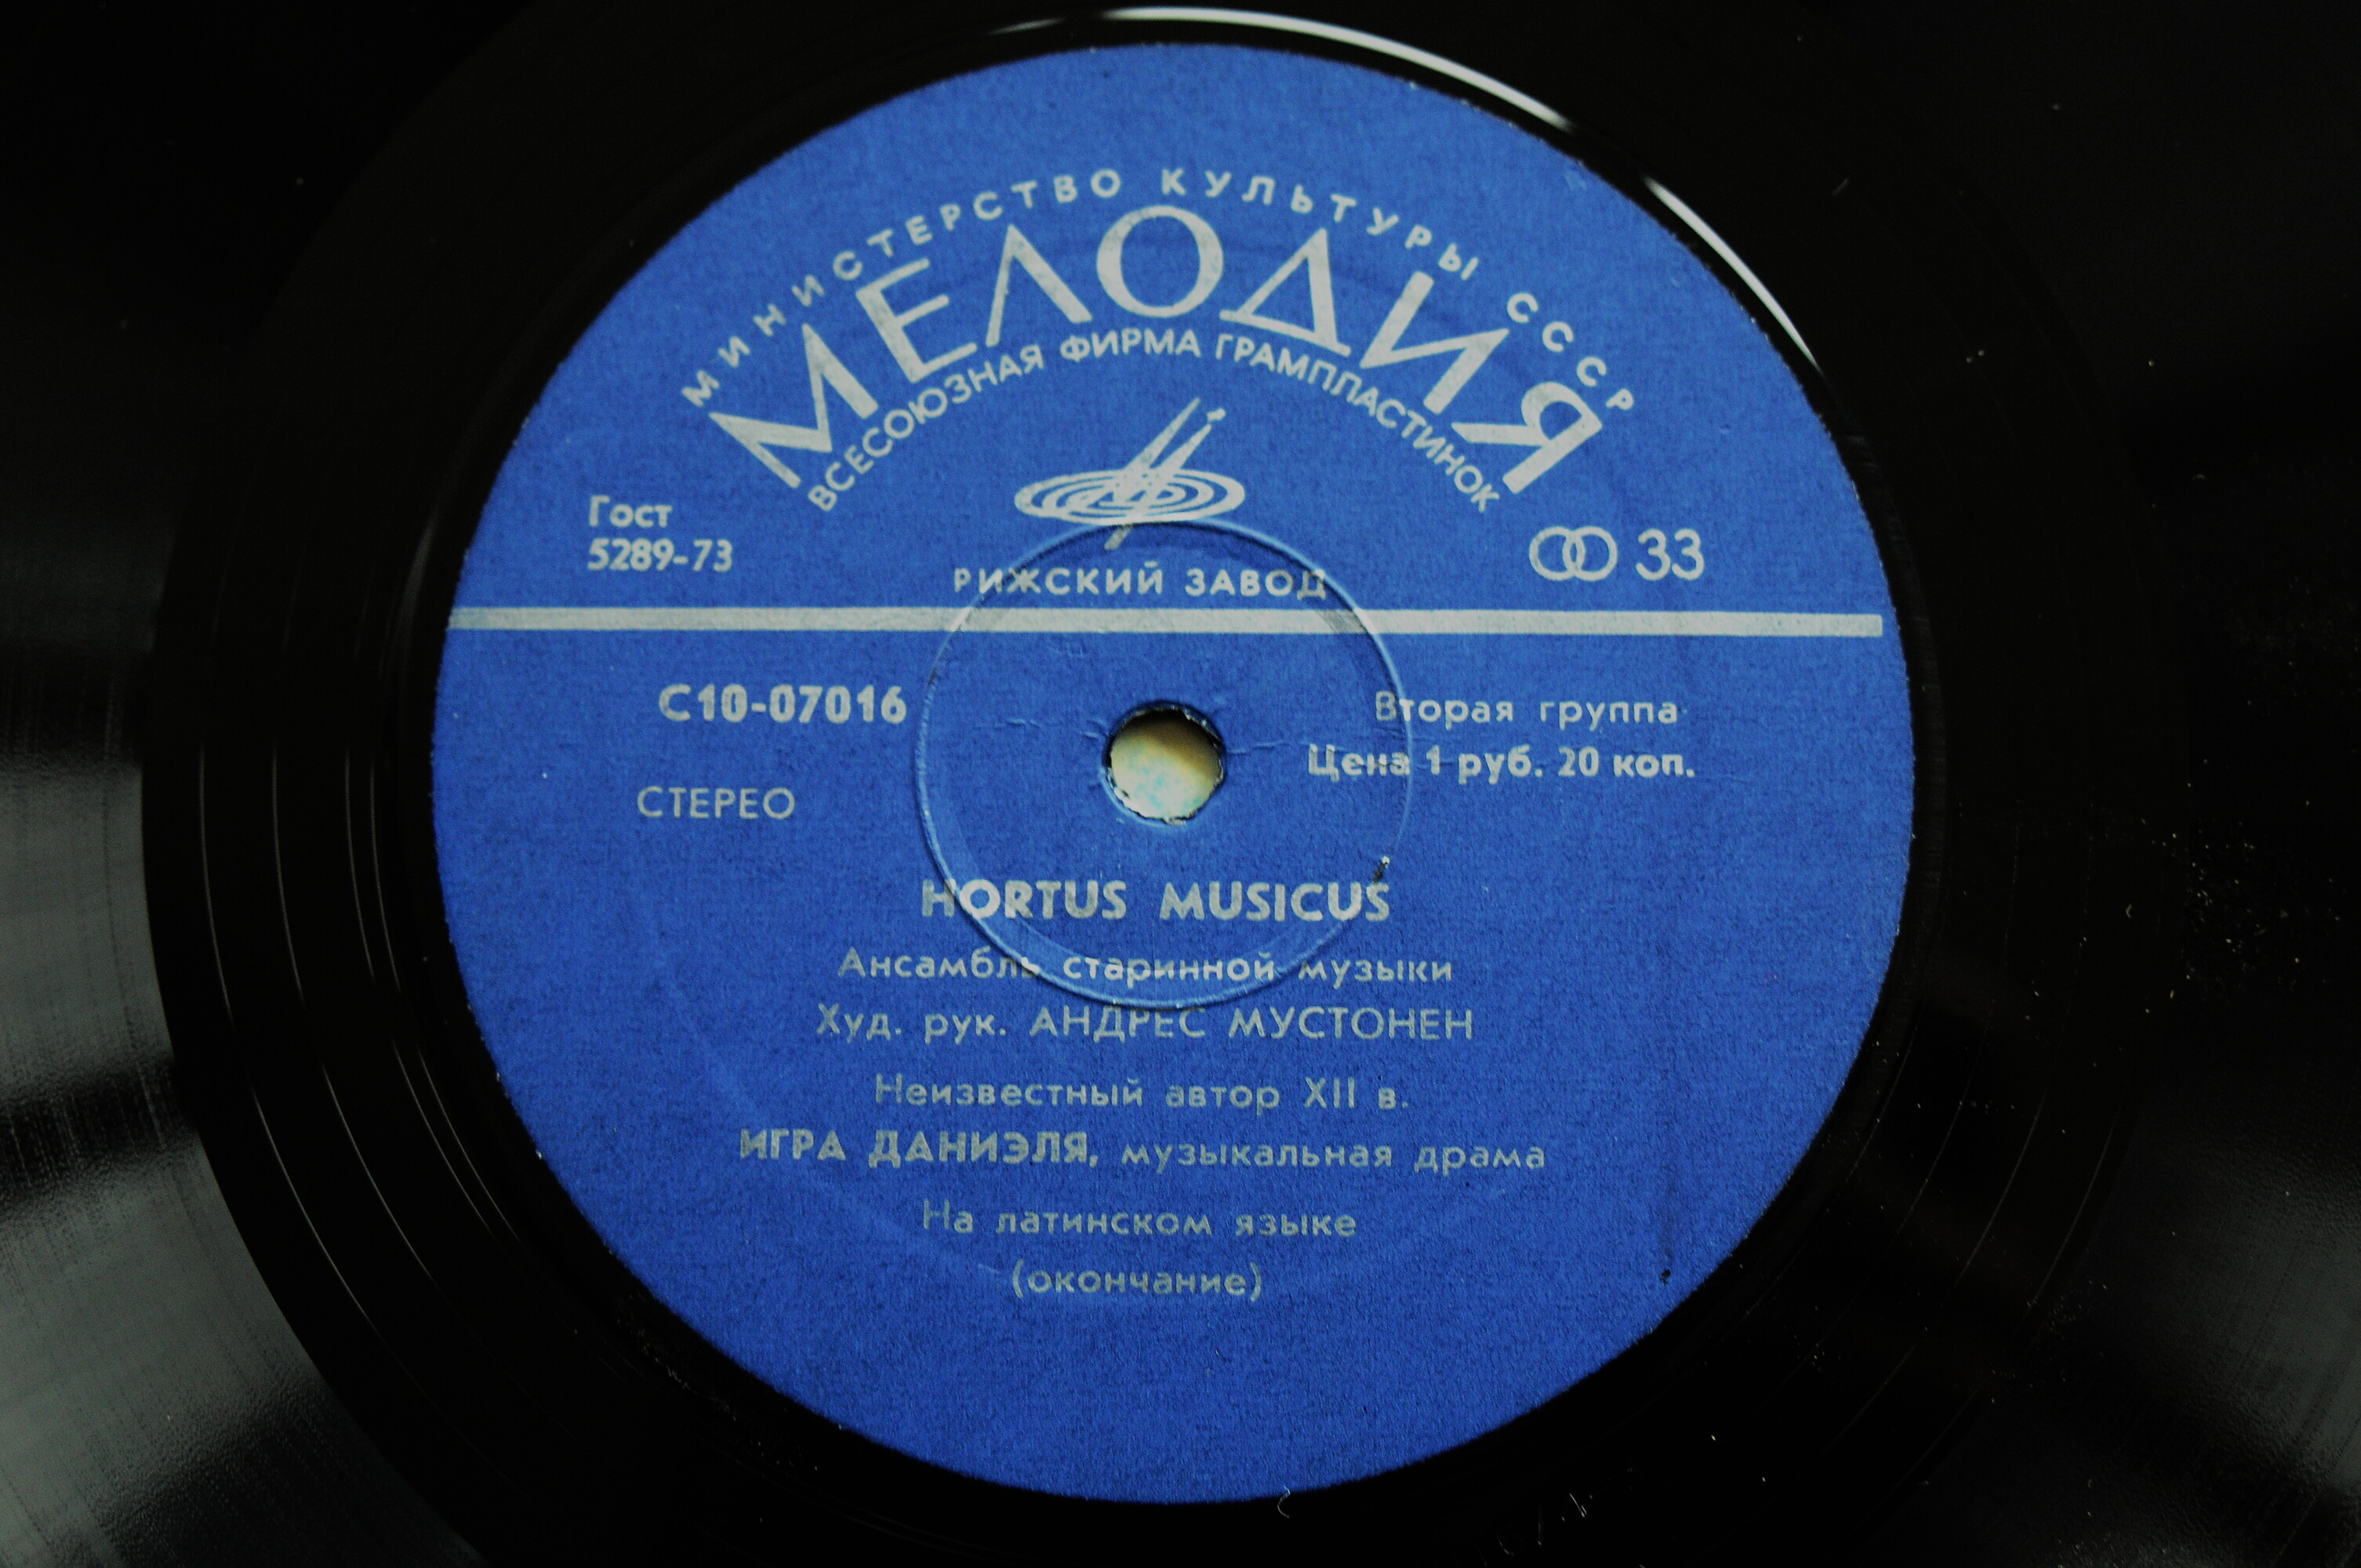 МИНИСТЕРСТВО КУЛЬТУРЫ СССР
МЕЛОДИЯ
ВСЕСОЮЗНАЯ ФИРМА ГРАМПЛАСТИНОК
Гост
5289-73
33
РИЖСКИЙ ЗАВОД
С10-07016
Вторая группа
Цена 1 руб. 20 коп.
СТЕРЕО
HORTUS MUSICUS
Ансамбль старинной музыки
Худ. рук. АНДРЕС МУСТОНЕН
Неизвестный автор XII в.
ИГРА ДАНИЭЛЯ, музыкальная драма
На латинском языке
(окончание)